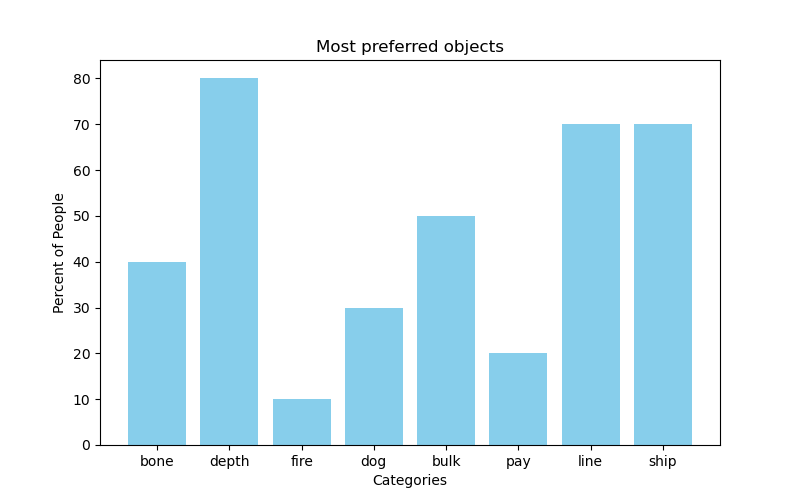 Most preferred objects
Percent of People
80
70
60
50
40
30
20
10
0
bone depth fire dog bulk pay line ship
Categories